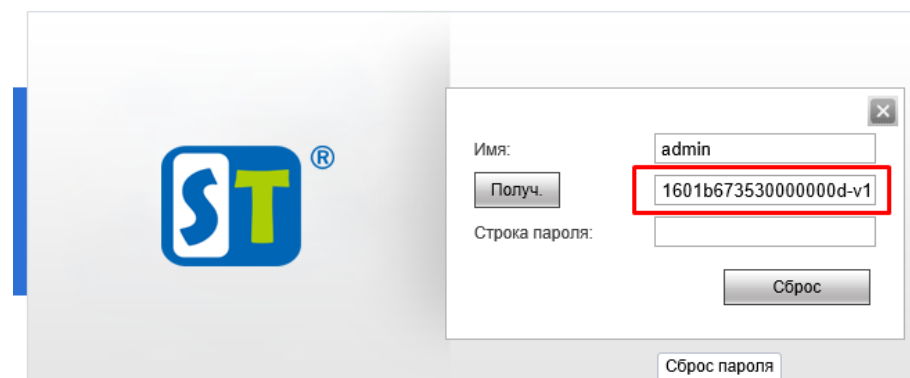 ST®
Имя:
admin
Получ.
1601b673530000000d-v1
Строка пароля:
Сброс
Сброс пароля